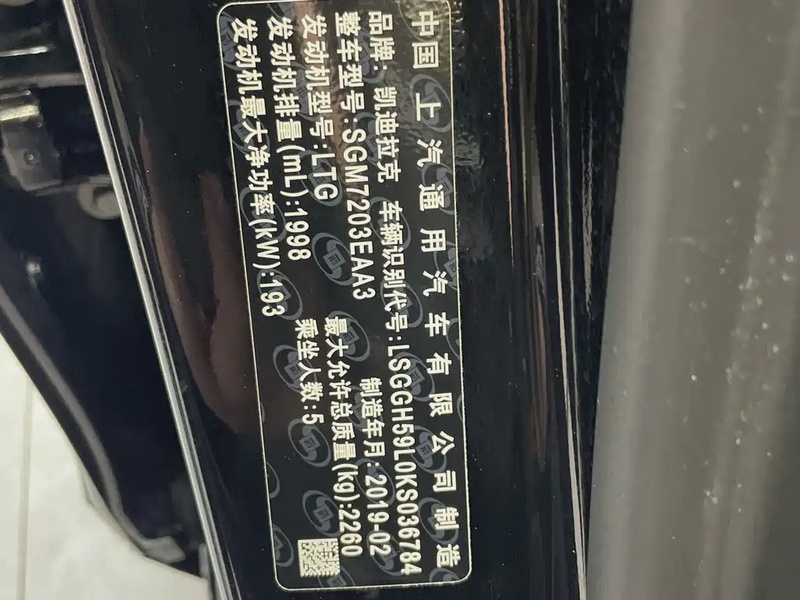 中国上汽通用汽车有限公司制造
品牌:凯迪拉克 车辆识别代号:LSGGH59L0KS036784
整车型号:SGM7203EAA3 制造年月:2019-02
发动机型号:LTG 最大允许总质量(kg):2260
发动机排量(mL):1998 乘坐人数:5
发动机最大净功率(kW):193